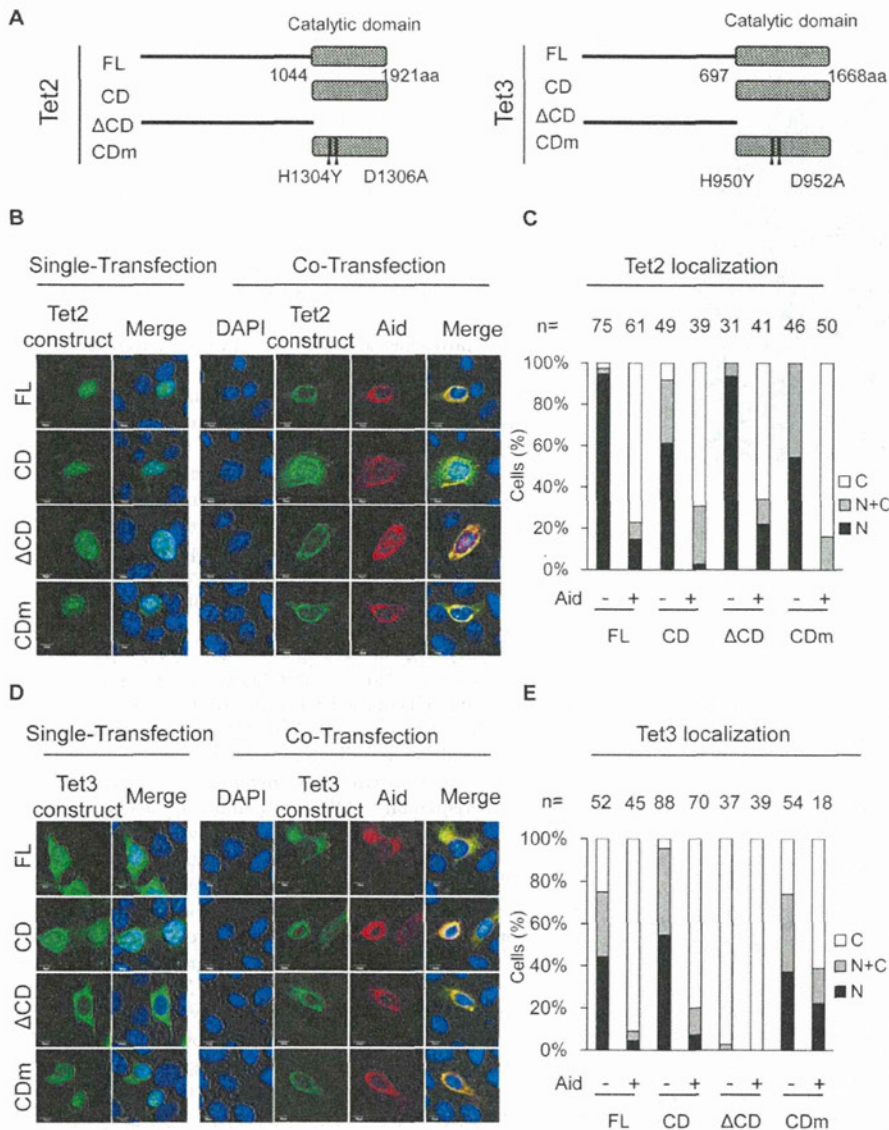 A
Catalytic domain
Catalytic domain
Tet2
FL
1044
1921aa
CD
ΔCD
CDm
H1304Y
D1306A
Tet3
FL
697
1668aa
CD
ΔCD
CDm
H950Y
D952A
B
Single-Transfection
Co-Transfection
Tet2 construct
Merge
DAPI
Tet2 construct
Aid
Merge
FL
CD
ΔCD
CDm
C
Tet2 localization
n= 75 61 49 39 31 41 46 50
Cells (%)
100%
80%
60%
40%
20%
0%
C
N+C
N
Aid - + - + - + - +
FL CD ΔCD CDm
D
Single-Transfection
Co-Transfection
Tet3 construct
Merge
DAPI
Tet3 construct
Aid
Merge
FL
CD
ΔCD
CDm
E
Tet3 localization
n= 52 45 88 70 37 39 54 18
Cells (%)
100%
80%
60%
40%
20%
0%
C
N+C
N
Aid - + - + - + - +
FL CD ΔCD CDm